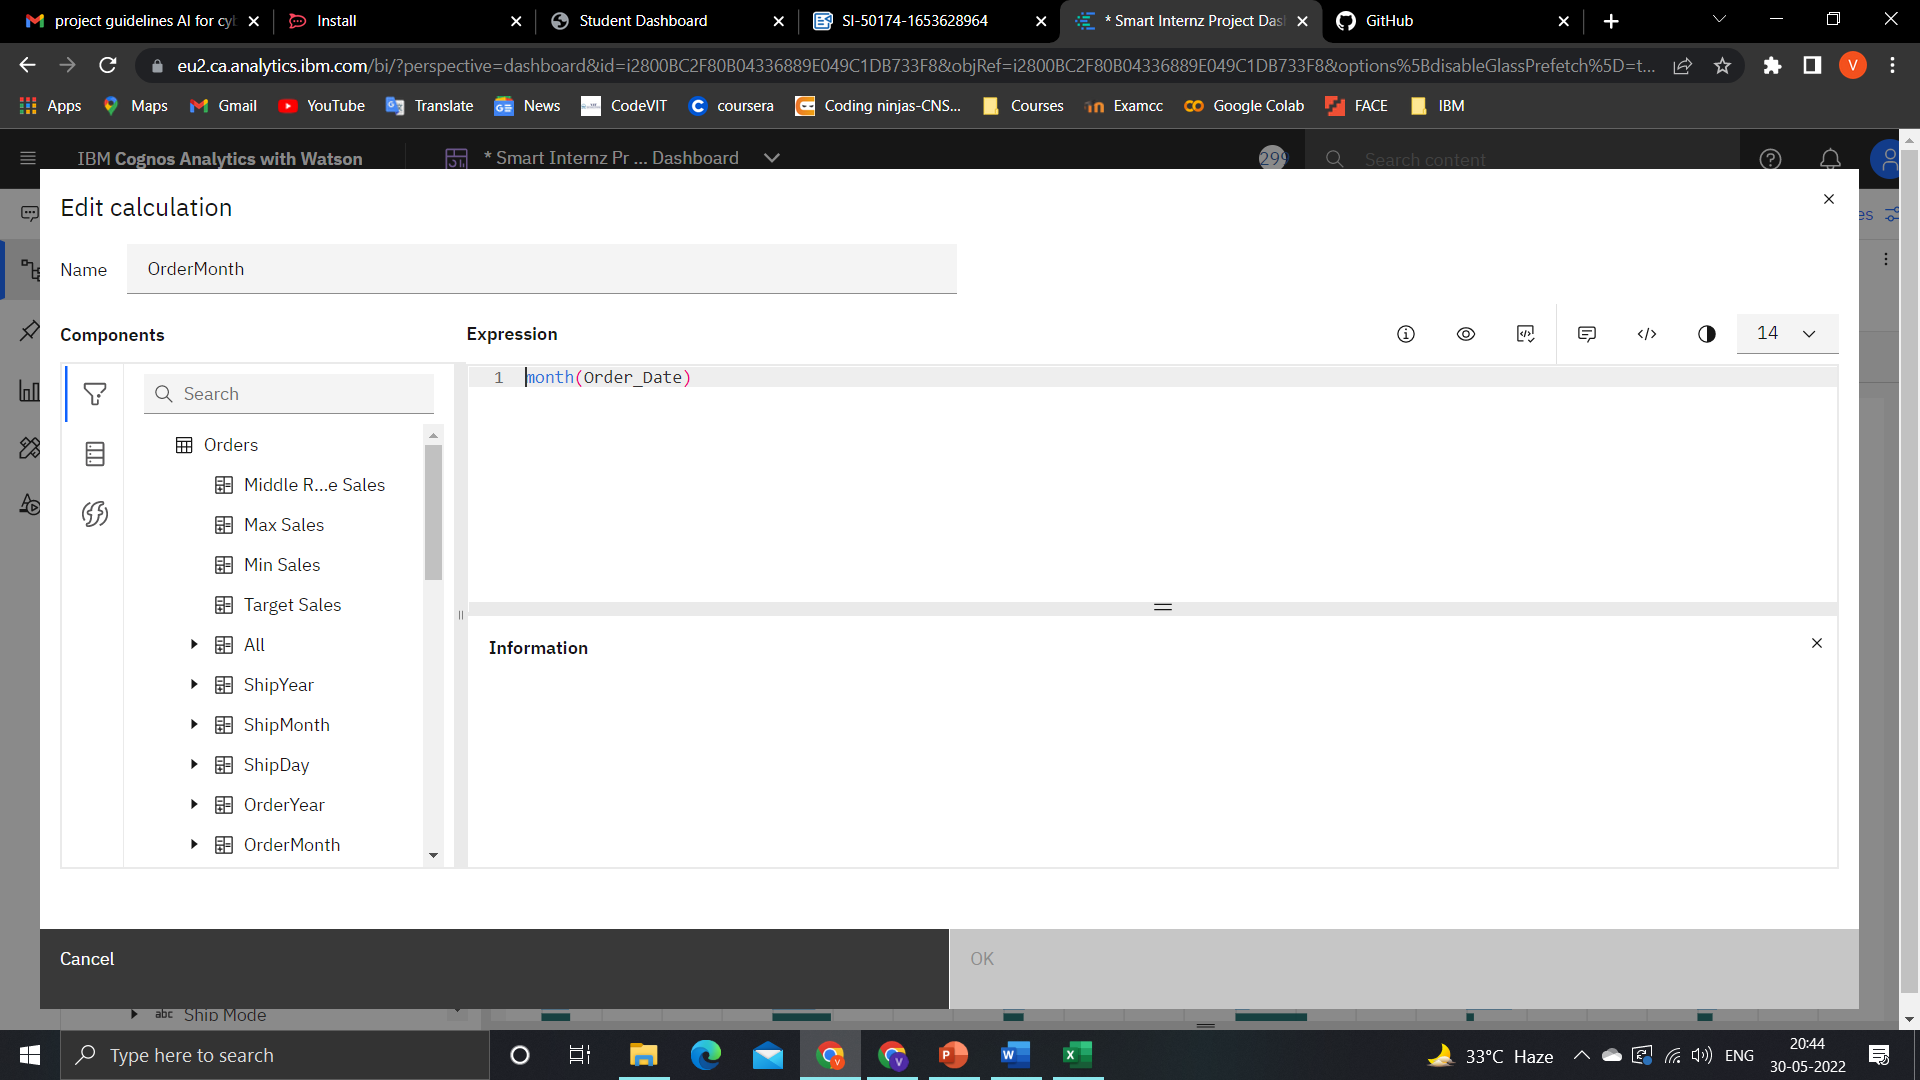 project guidelines AI for cy
Install
Student Dashboard
SI-50174-1653628964
* Smart Internz Project Das
GitHub
eu2.ca.analytics.ibm.com/bi/?perspective=dashboard&id=i2800BC2F80B04336889E049C1DB733F8&objRef=i2800BC2F80B04336889E049C1DB733F8&options%5BdisableGlassPrefetch%5D=t...
V
Apps
Maps
Gmail
YouTube
Translate
News
CodeVIT
coursera
Coding ninjas-CNS...
Courses
Examcc
Google Colab
FACE
IBM
IBM Cognos Analytics with Watson
* Smart Internz Pr ... Dashboard
299
Search content
es
Edit calculation
Name
OrderMonth
Components
Expression
14
Search
1 month(Order_Date)
Orders
Middle R...e Sales
Max Sales
Min Sales
Target Sales
All
ShipYear
ShipMonth
ShipDay
OrderYear
OrderMonth
Information
Cancel
OK
abc Ship Mode
Type here to search
33°C Haze
ENG
20:44
30-05-2022